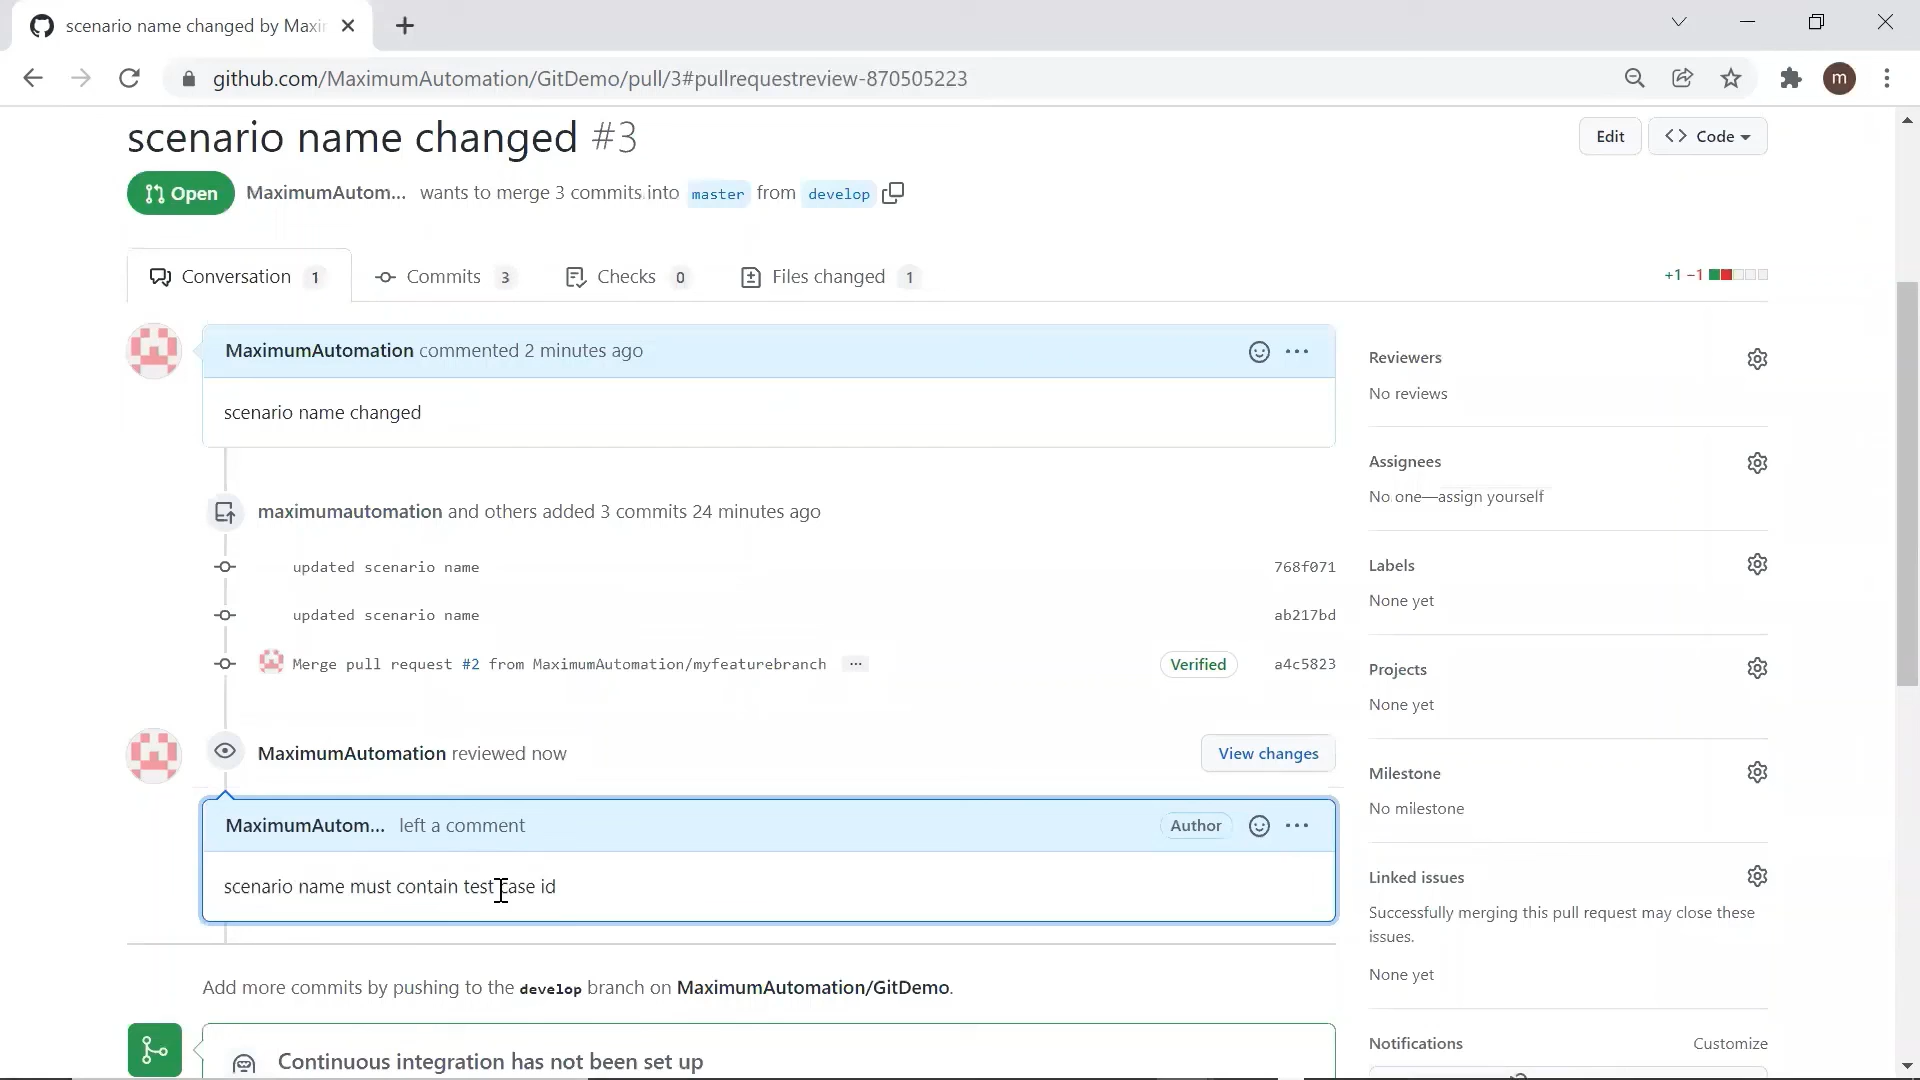 scenario name changed by Maxi
github.com/MaximumAutomation/GitDemo/pull/3#pullrequestreview-870505223
m
scenario name changed #3
Edit
Code
Open
MaximumAutom... wants to merge 3 commits into master from develop
Conversation 1
Commits 3
Checks 0
Files changed 1
+1 −1
MaximumAutomation commented 2 minutes ago
scenario name changed
maximumautomation and others added 3 commits 24 minutes ago
updated scenario name 768f071
updated scenario name ab217bd
Merge pull request #2 from MaximumAutomation/myfeaturebranch ... Verified a4c5823
MaximumAutomation reviewed now
View changes
MaximumAutom... left a comment
Author
scenario name must contain test case id
Add more commits by pushing to the develop branch on MaximumAutomation/GitDemo.
Continuous integration has not been set up
Reviewers
No reviews
Assignees
No one—assign yourself
Labels
None yet
Projects
None yet
Milestone
No milestone
Linked issues
Successfully merging this pull request may close these
issues.
None yet
Notifications
Customize